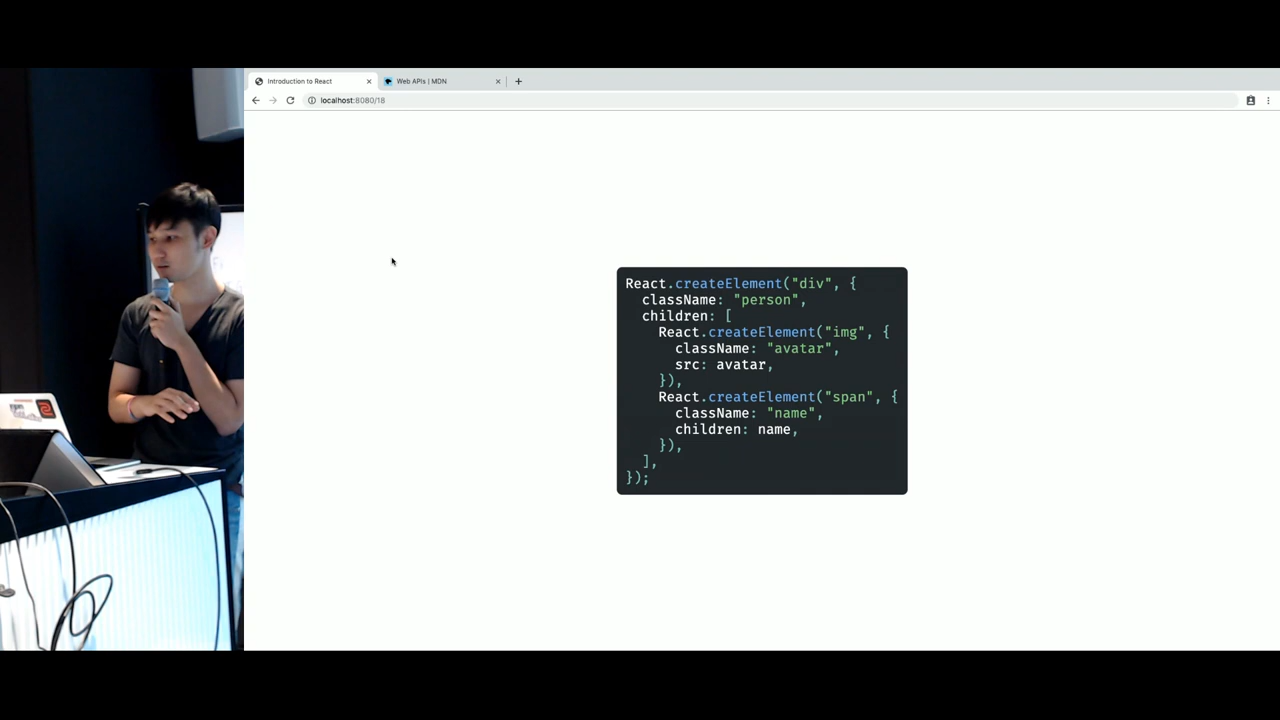 Introduction to React
Web APIs | MDN
localhost:8080/18
React.createElement("div", {
className: "person",
children: [
React.createElement("img", {
className: "avatar",
src: avatar,
}),
React.createElement("span", {
className: "name",
children: name,
}),
],
});